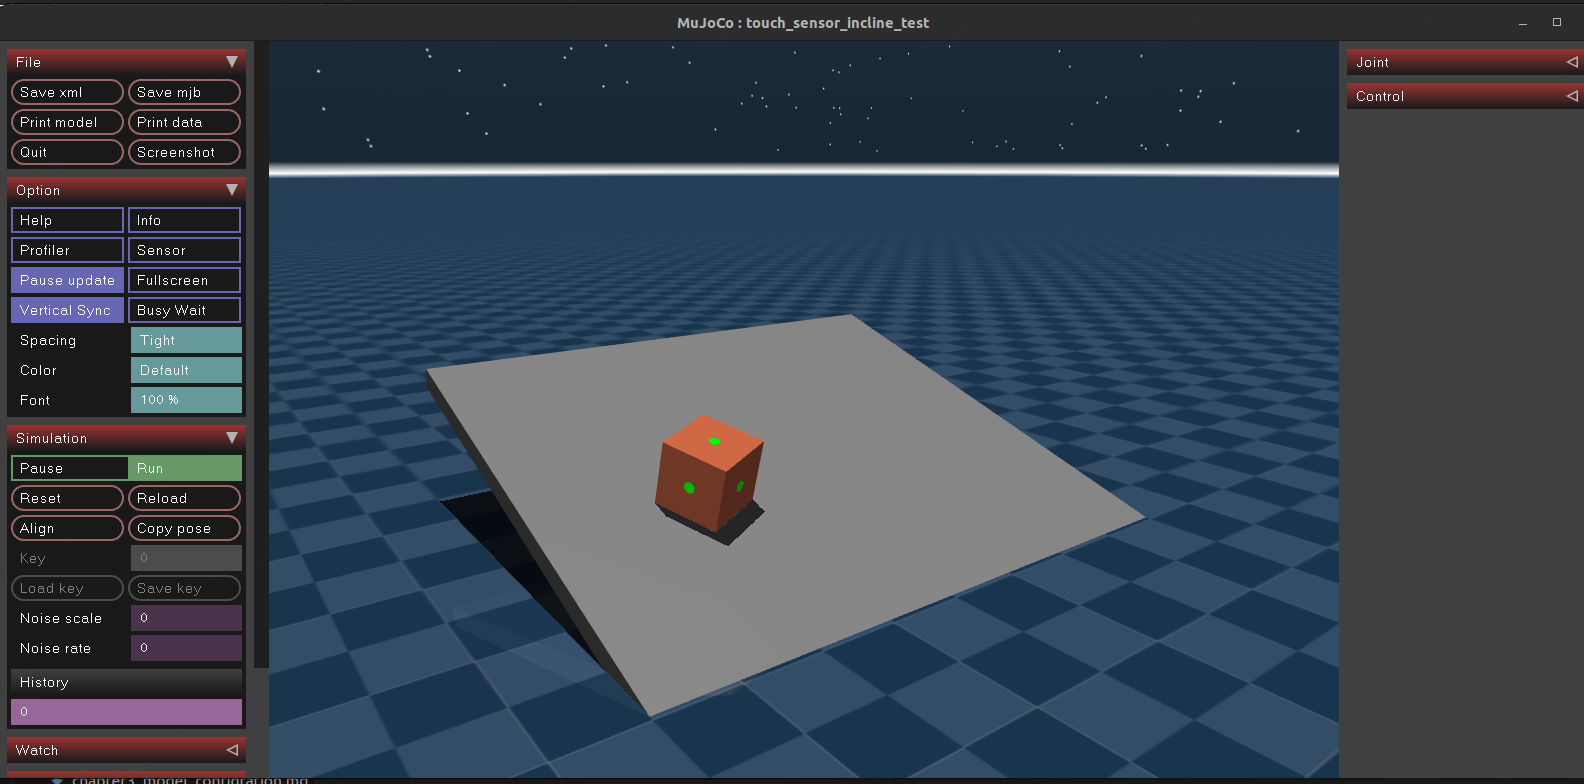 MuJoCo : touch_sensor_incline_test
File
Save xml
Save mjb
Print model
Print data
Quit
Screenshot
Option
Help
Info
Profiler
Sensor
Pause update
Fullscreen
Vertical Sync
Busy Wait
Spacing
Tight
Color
Default
Font
100 %
Simulation
Pause
Run
Reset
Reload
Align
Copy pose
Key
0
Load key
Save key
Noise scale
0
Noise rate
0
History
0
Watch
Joint
Control